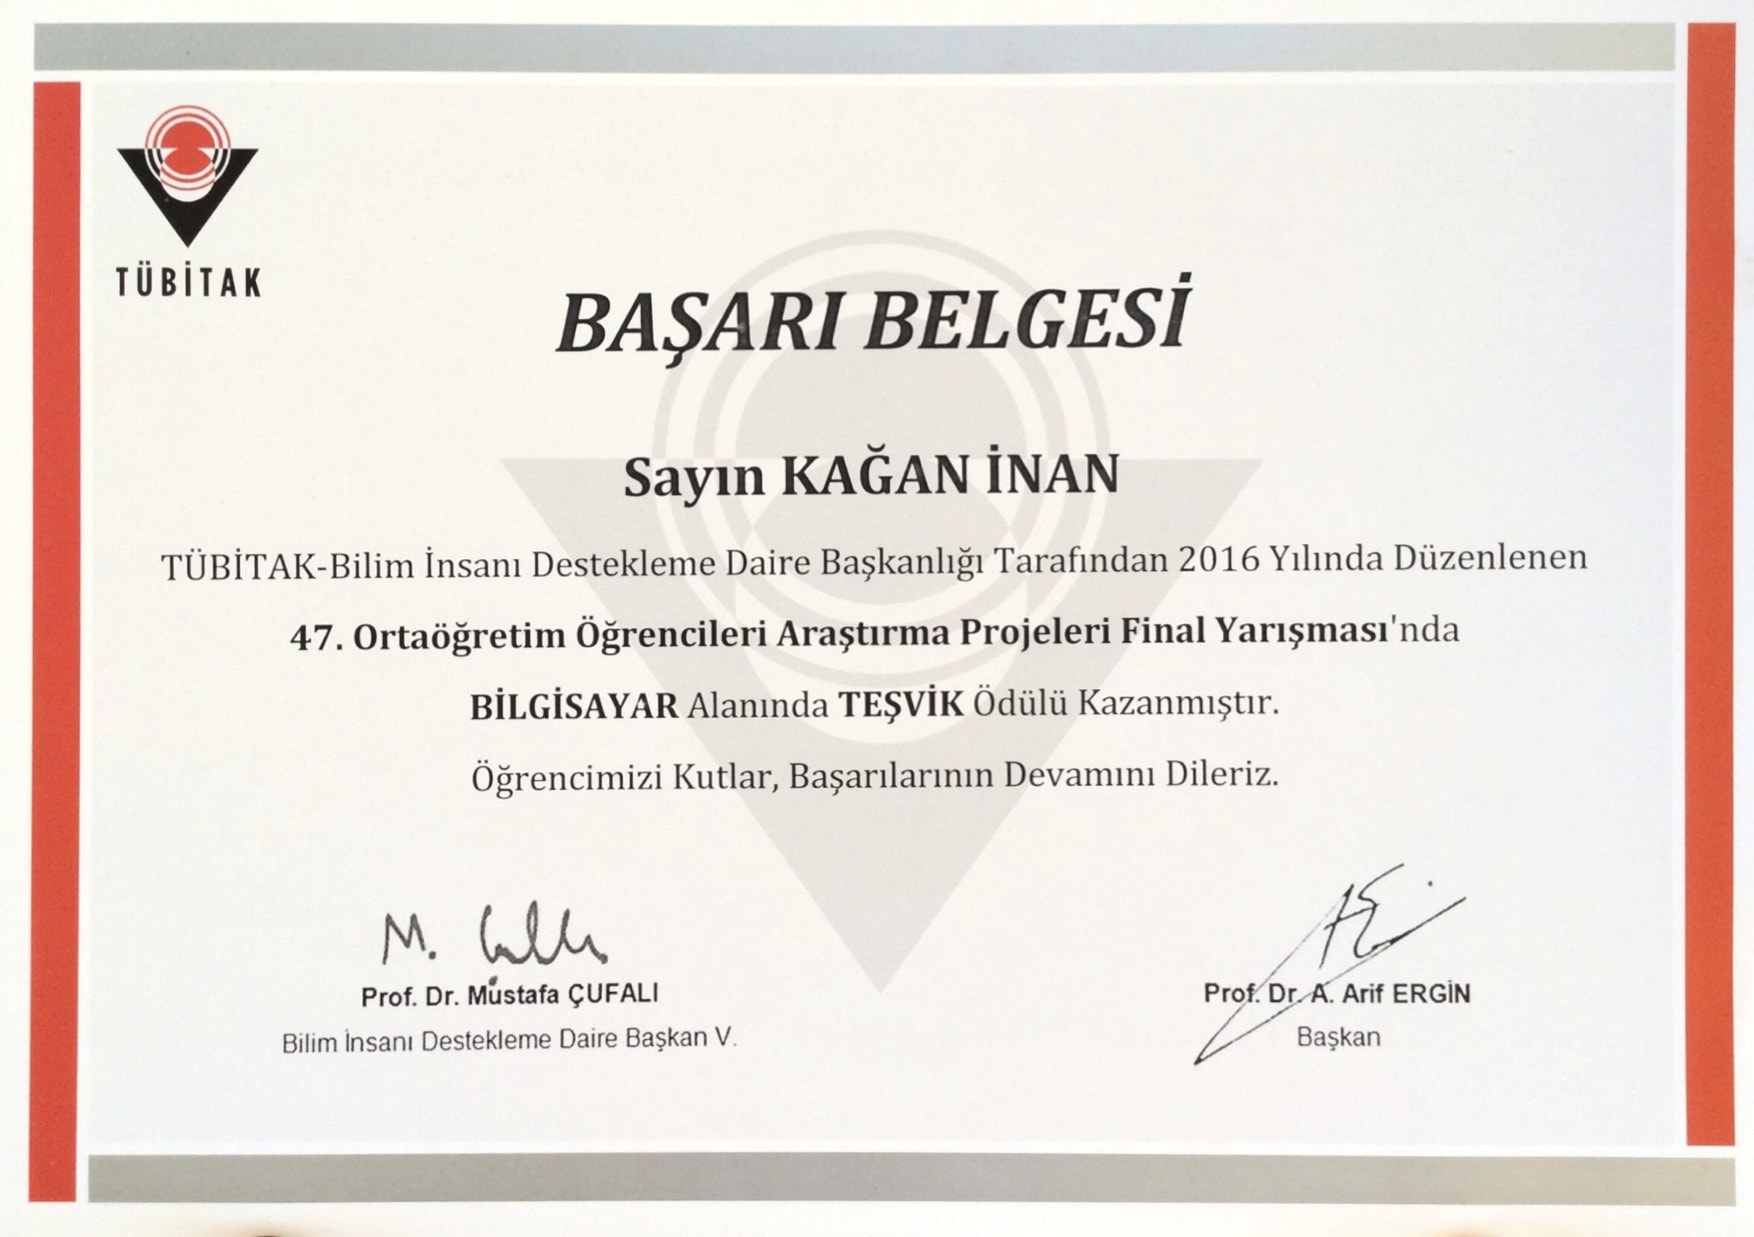 TÜBİTAK
BAŞARI BELGESİ
Sayın KAĞAN İNAN
TÜBİTAK-Bilim İnsanı Destekleme Daire Başkanlığı Tarafından 2016 Yılında Düzenlenen
47. Ortaöğretim Öğrencileri Araştırma Projeleri Final Yarışması'nda
BİLGİSAYAR Alanında TEŞVİK Ödülü Kazanmıştır.
Öğrencimizi Kutlar, Başarılarının Devamını Dileriz.
Prof. Dr. Mustafa ÇUFALI
Bilim İnsanı Destekleme Daire Başkan V.
Prof. Dr. A. Arif ERGİN
Başkan